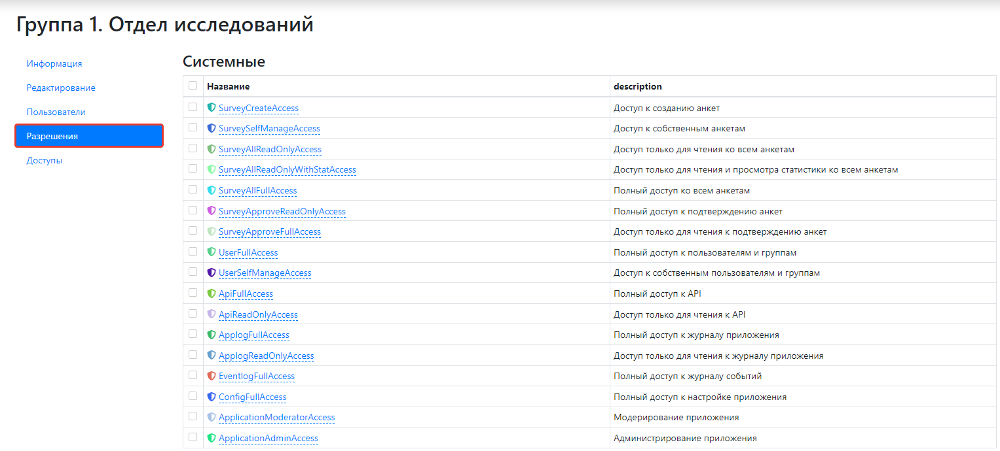 Группа 1. Отдел исследований
Информация
Редактирование
Пользователи
Разрешения
Доступы
Системные
Название description
SurveyCreateAccess Доступ к созданию анкет
SurveySelfManageAccess Доступ к собственным анкетам
SurveyAllReadOnlyAccess Доступ только для чтения ко всем анкетам
SurveyAllReadOnlyWithStatAccess Доступ только для чтения и просмотра статистики ко всем анкетам
SurveyAllFullAccess Полный доступ ко всем анкетам
SurveyApproveReadOnlyAccess Полный доступ к подтверждению анкет
SurveyApproveFullAccess Доступ только для чтения к подтверждению анкет
UserFullAccess Полный доступ к пользователям и группам
UserSelfManageAccess Доступ к собственным пользователям и группам
ApiFullAccess Полный доступ к API
ApiReadOnlyAccess Доступ только для чтения к API
ApplogFullAccess Полный доступ к журналу приложения
ApplogReadOnlyAccess Доступ только для чтения к журналу приложения
EventlogFullAccess Полный доступ к журналу событий
ConfigFullAccess Полный доступ к настройке приложения
ApplicationModeratorAccess Модерирование приложения
ApplicationAdminAccess Администрирование приложения